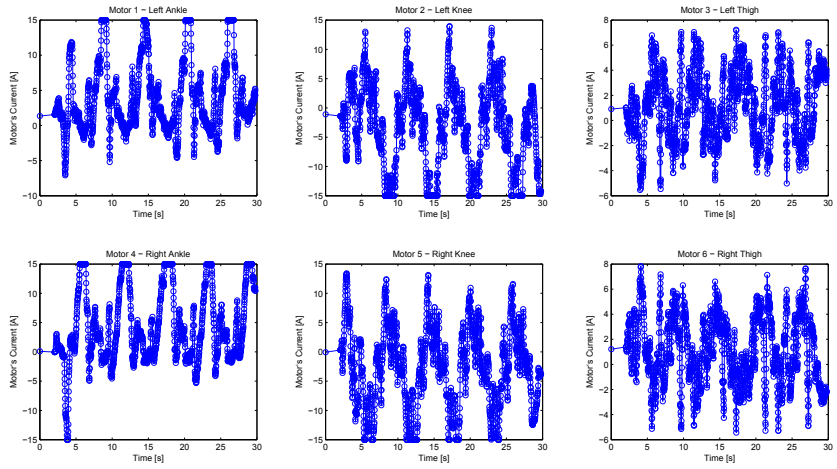 Motor 1 − Left Ankle
Motor 2 − Left Knee
Motor 3 − Left Thigh
Motor's Current [A]
15
10
5
0
−5
−10
0 5 10 15 20 25 30
Time [s]
Motor's Current [A]
15
10
5
0
−5
−10
−15
0 5 10 15 20 25 30
Time [s]
Motor's Current [A]
8
6
4
2
0
−2
−4
−6
0 5 10 15 20 25 30
Time [s]
Motor 4 − Right Ankle
Motor 5 − Right Knee
Motor 6 − Right Thigh
Motor's Current [A]
15
10
5
0
−5
−10
−15
0 5 10 15 20 25 30
Time [s]
Motor's Current [A]
15
10
5
0
−5
−10
−15
0 5 10 15 20 25 30
Time [s]
Motor's Current [A]
8
6
4
2
0
−2
−4
−6
0 5 10 15 20 25 30
Time [s]